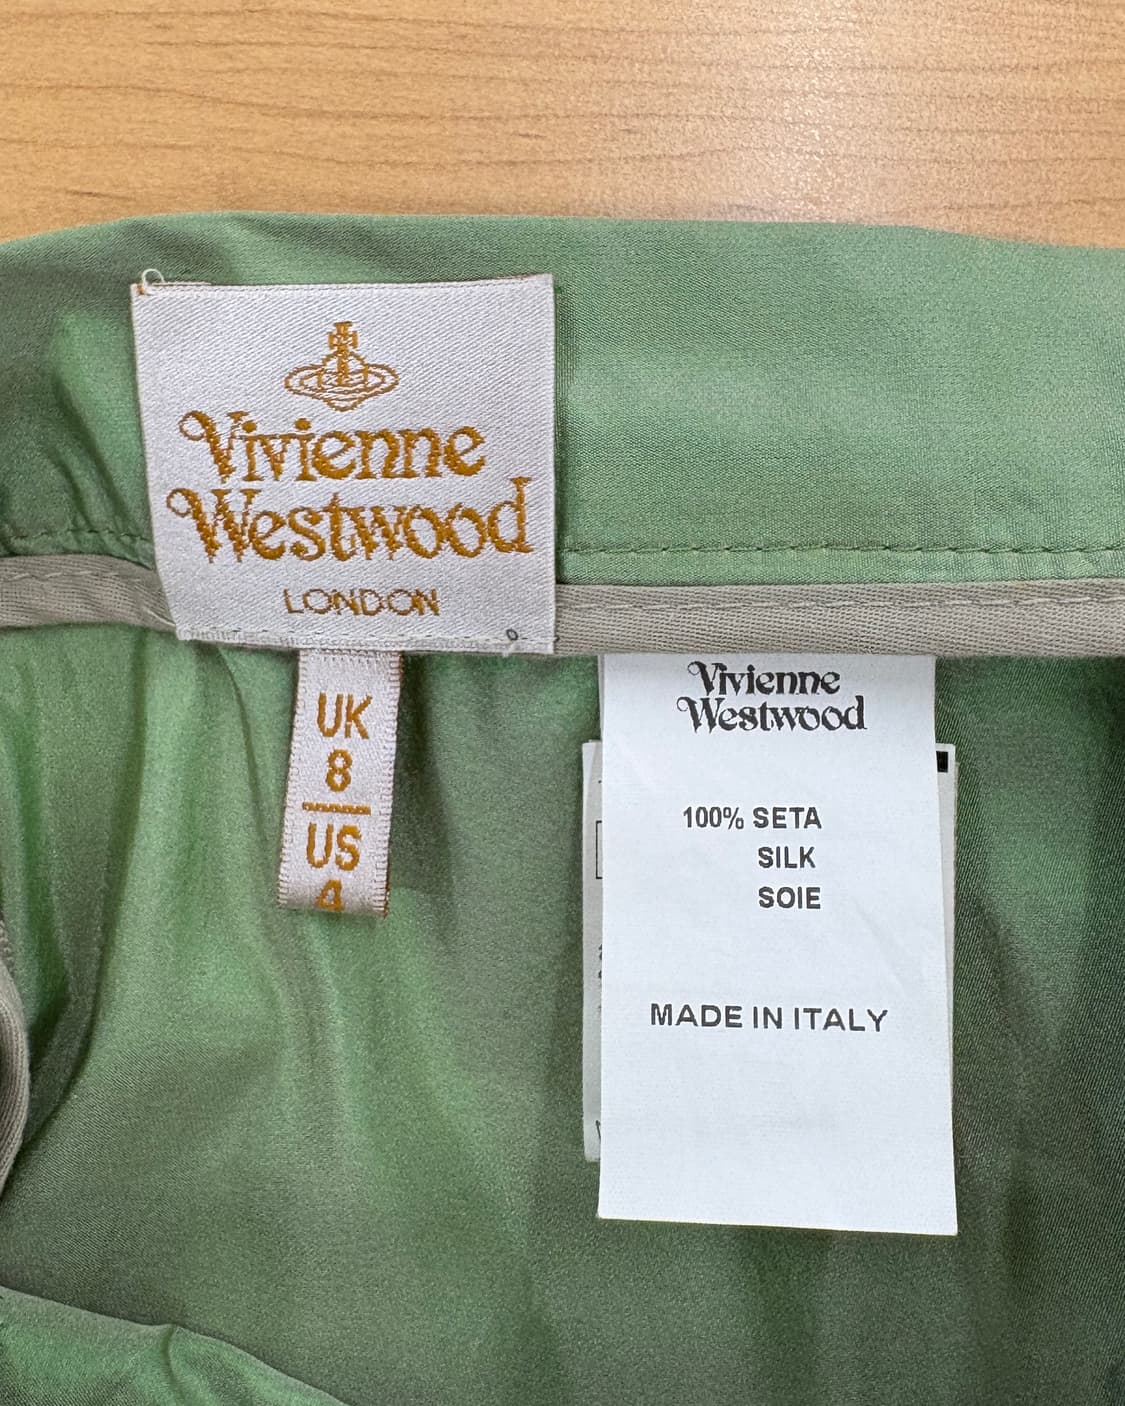 Vivienne
Westwood
LONDON
UK
8
US
4
Vivienne
Westwood
100% SETA
SILK
SOIE
MADE IN ITALY